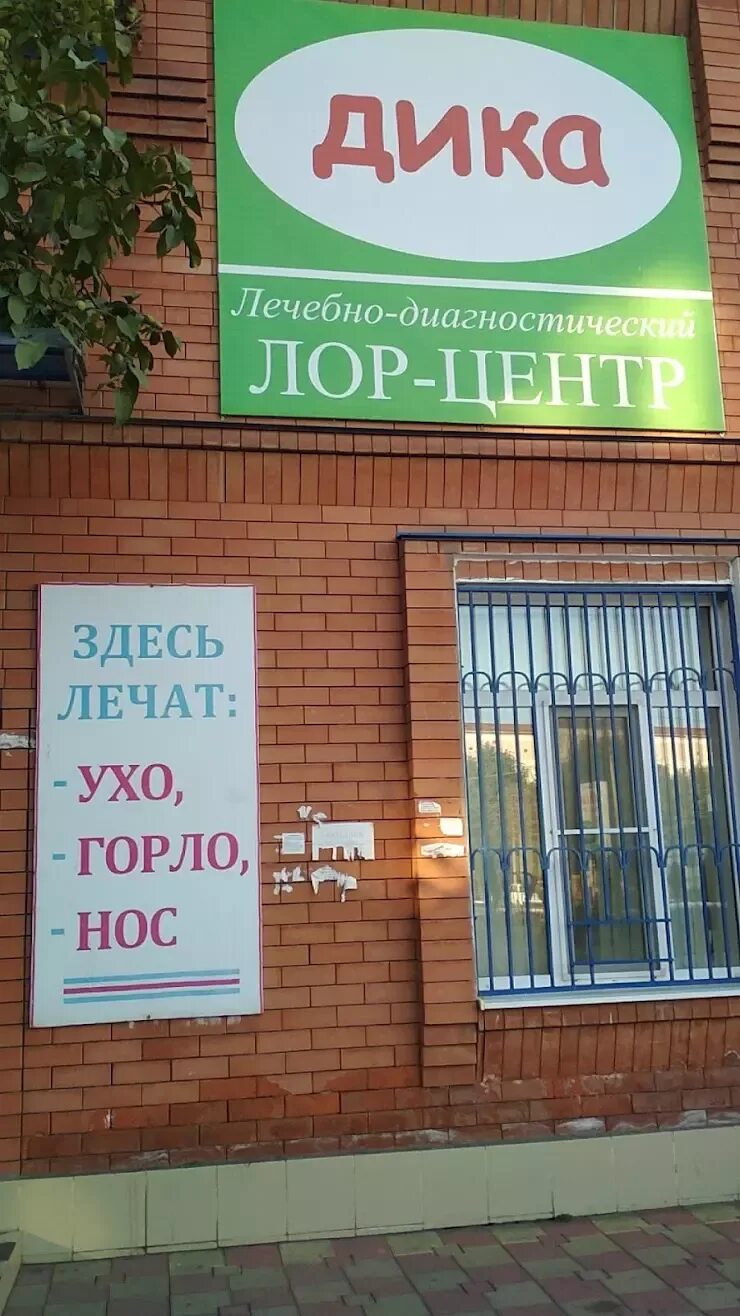 ДИКА
Лечебно-диагностический
ЛОР-ЦЕНТР
ЗДЕСЬ
ЛЕЧАТ:
- УХО,
- ГОРЛО,
- НОС